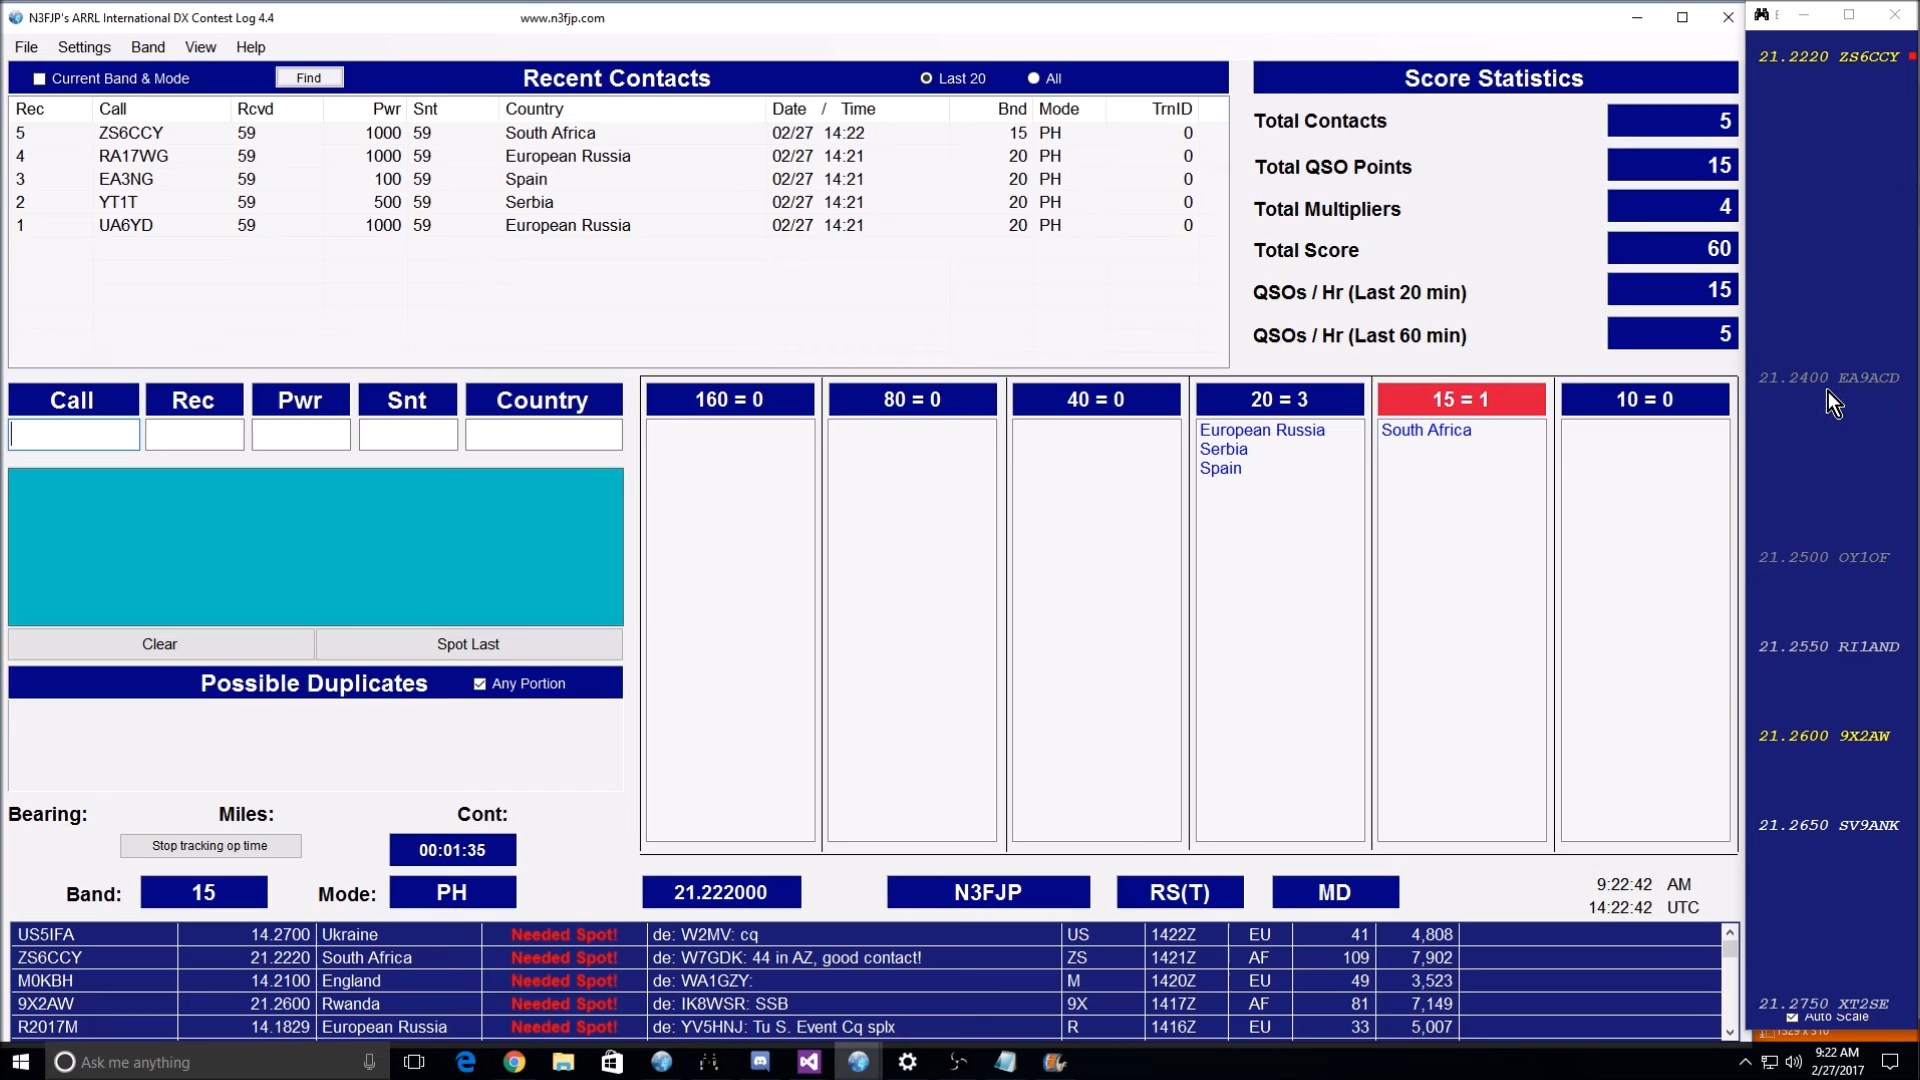 N3FJP's ARRL International DX Contest Log 4.4 www.n3fjp.com
File Settings Band View Help
Current Band & Mode Find Recent Contacts Last 20 All
Rec Call Rcvd Pwr Snt Country Date / Time Bnd Mode TrnID
5 ZS6CCY 59 1000 59 South Africa 02/27 14:22 15 PH 0
4 RA17WG 59 1000 59 European Russia 02/27 14:21 20 PH 0
3 EA3NG 59 100 59 Spain 02/27 14:21 20 PH 0
2 YT1T 59 500 59 Serbia 02/27 14:21 20 PH 0
1 UA6YD 59 1000 59 European Russia 02/27 14:21 20 PH 0
Score Statistics
Total Contacts 5
Total QSO Points 15
Total Multipliers 4
Total Score 60
QSOs / Hr (Last 20 min) 15
QSOs / Hr (Last 60 min) 5
Call Rec Pwr Snt Country
Clear Spot Last
Possible Duplicates Any Portion
Bearing: Miles: Cont:
Stop tracking op time 00:01:35
160 = 0 80 = 0 40 = 0 20 = 3 15 = 1 10 = 0
European Russia South Africa
Serbia
Spain
Band: 15 Mode: PH 21.222000 N3FJP RS(T) MD
9:22:42 AM
14:22:42 UTC
US5IFA 14.2700 Ukraine Needed Spot! de: W2MV: cq US 1422Z EU 41 4,808
ZS6CCY 21.2220 South Africa Needed Spot! de: W7GDK: 44 in AZ, good contact! ZS 1421Z AF 109 7,902
M0KBH 14.2100 England Needed Spot! de: WA1GZY: M 1420Z EU 49 3,523
9X2AW 21.2600 Rwanda Needed Spot! de: IK8WSR: SSB 9X 1417Z AF 81 7,149
R2017M 14.1829 European Russia Needed Spot! de: YV5HNJ: Tu S. Event Cq splx R 1416Z EU 33 5,007
21.2220 ZS6CCY
21.2400 EA9ACD
21.2500 OY1OF
21.2550 RI1AND
21.2600 9X2AW
21.2650 SV9ANK
21.2750 XT2SE
Auto Scale
Ask me anything
9:22 AM
2/27/2017